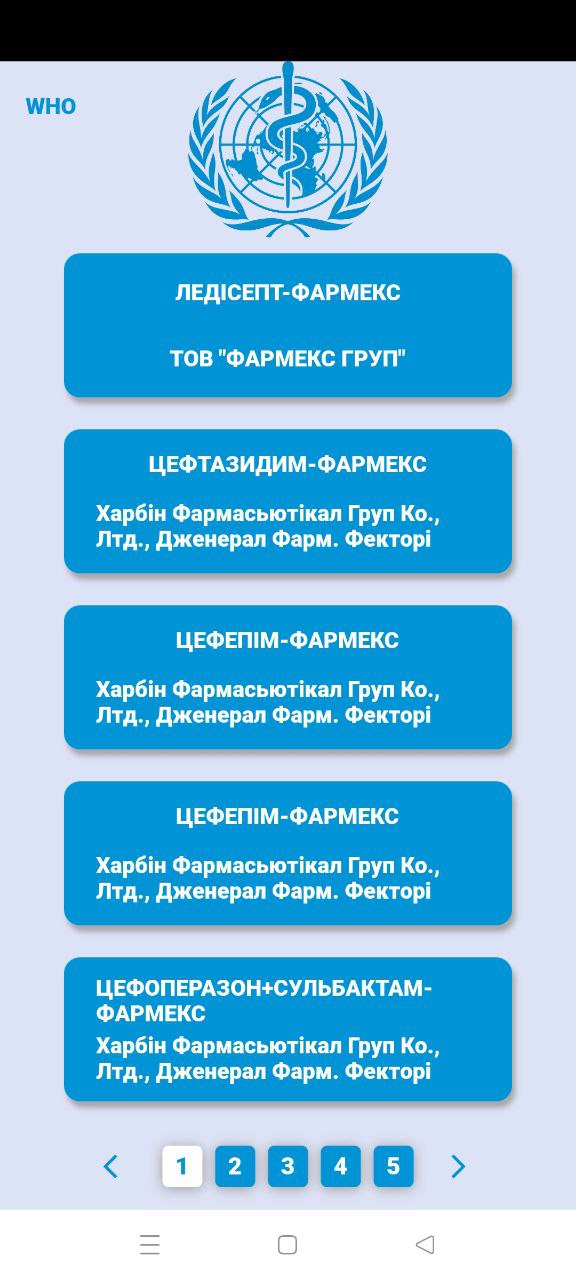 WHO
ЛЕДІСЕПТ-ФАРМЕКС
ТОВ "ФАРМЕКС ГРУП"
ЦЕФТАЗИДИМ-ФАРМЕКС
Харбін Фармасьютікал Груп Ко.,
Лтд., Дженерал Фарм. Фекторі
ЦЕФЕПІМ-ФАРМЕКС
Харбін Фармасьютікал Груп Ко.,
Лтд., Дженерал Фарм. Фекторі
ЦЕФЕПІМ-ФАРМЕКС
Харбін Фармасьютікал Груп Ко.,
Лтд., Дженерал Фарм. Фекторі
ЦЕФОПЕРАЗОН+СУЛЬБАКТАМ-
ФАРМЕКС
Харбін Фармасьютікал Груп Ко.,
Лтд., Дженерал Фарм. Фекторі
1 2 3 4 5